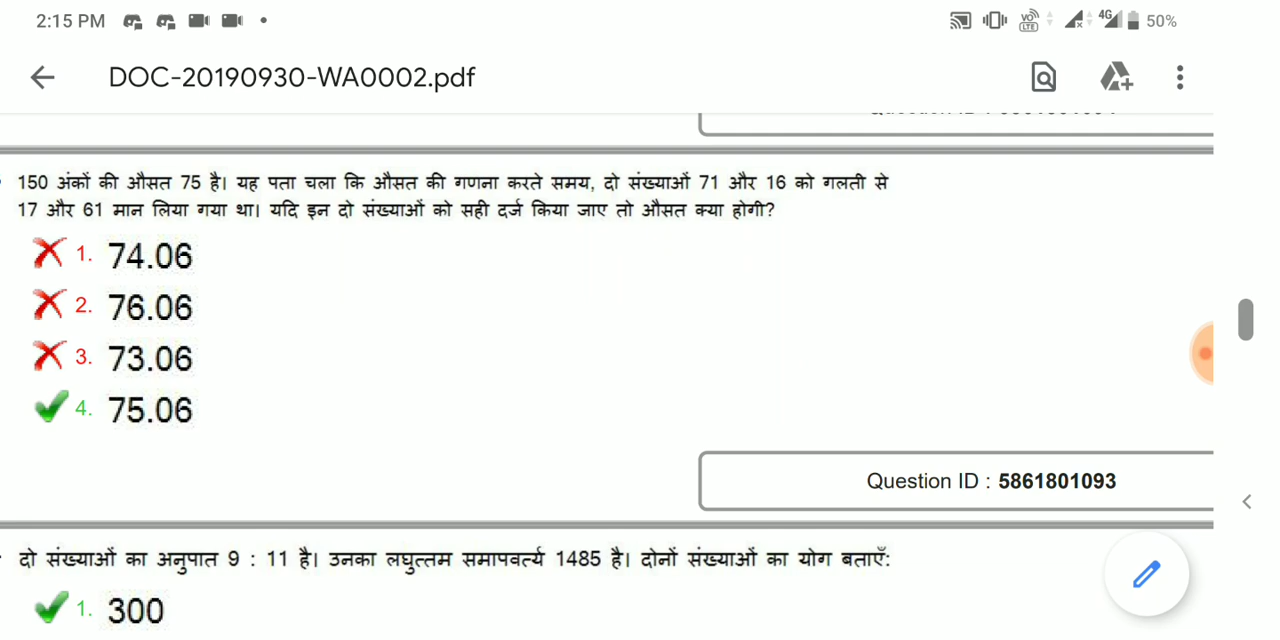 2:15 PM
VO LTE 4G 50%
DOC-20190930-WA0002.pdf
150 अंकों की औसत 75 है। यह पता चला कि औसत की गणना करते समय, दो संख्याओं 71 और 16 को गलती से
17 और 61 मान लिया गया था। यदि इन दो संख्याओं को सही दर्ज किया जाए तो औसत क्या होगी?
1. 74.06
2. 76.06
3. 73.06
4. 75.06
Question ID : 5861801093
दो संख्याओं का अनुपात 9 : 11 है। उनका लघुत्तम समापवर्त्य 1485 है। दोनों संख्याओं का योग बताएँ:
1. 300